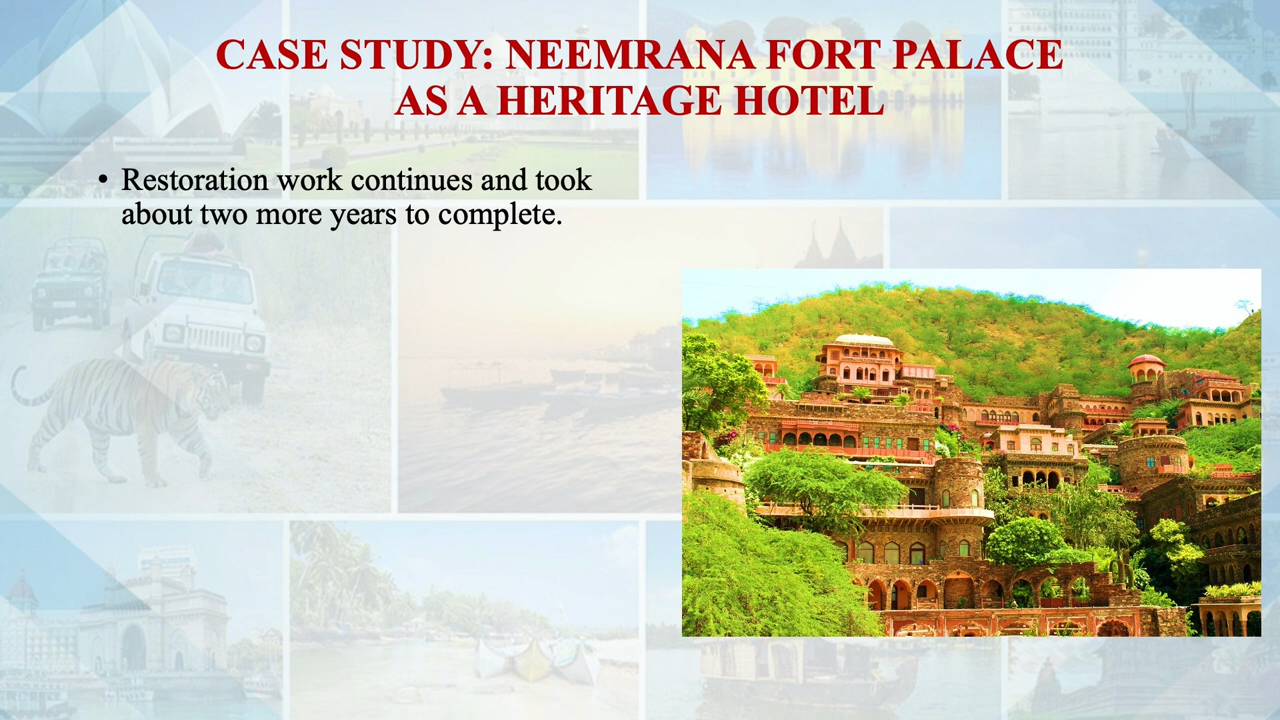 CASE STUDY: NEEMRANA FORT PALACE
AS A HERITAGE HOTEL
• Restoration work continues and took
about two more years to complete.